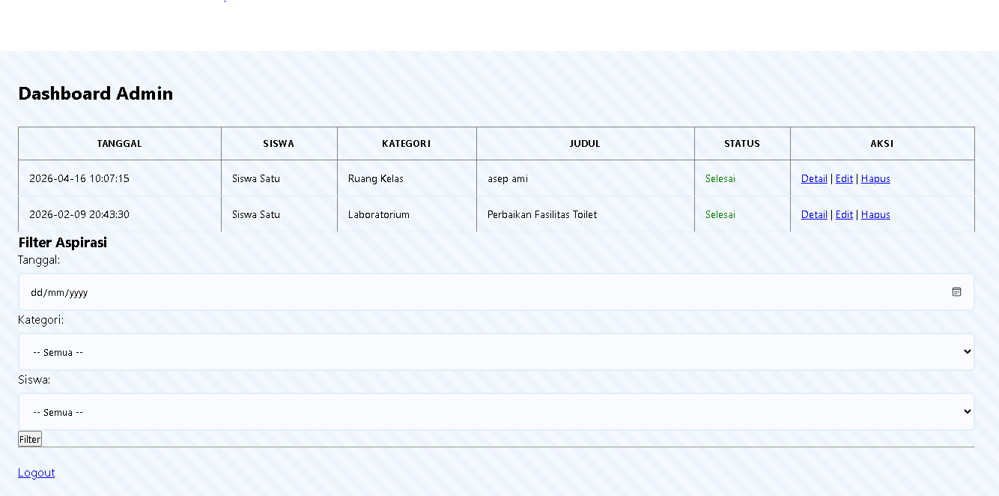 Dashboard Admin
TANGGAL SISWA KATEGORI JUDUL STATUS AKSI
2026-04-16 10:07:15 Siswa Satu Ruang Kelas asep ami Selesai Detail | Edit | Hapus
2026-02-09 20:43:30 Siswa Satu Laboratorium Perbaikan Fasilitas Toilet Selesai Detail | Edit | Hapus
Filter Aspirasi
Tanggal:
dd/mm/yyyy
Kategori:
-- Semua --
Siswa:
-- Semua --
Filter
Logout